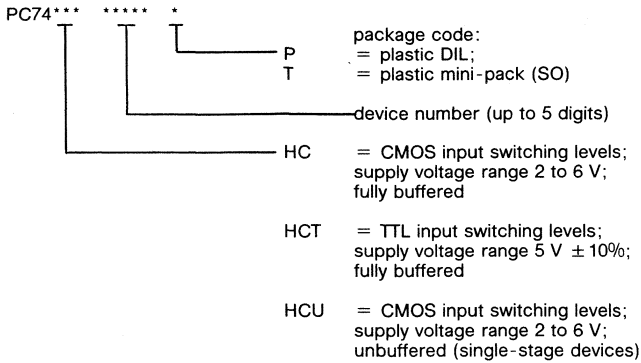 PC74*** ***** *
package code:
P = plastic DIL;
T = plastic mini-pack (SO)
device number (up to 5 digits)
HC = CMOS input switching levels;
supply voltage range 2 to 6 V;
fully buffered
HCT = TTL input switching levels;
supply voltage range 5 V ±10%;
fully buffered
HCU = CMOS input switching levels;
supply voltage range 2 to 6 V;
unbuffered (single-stage devices)